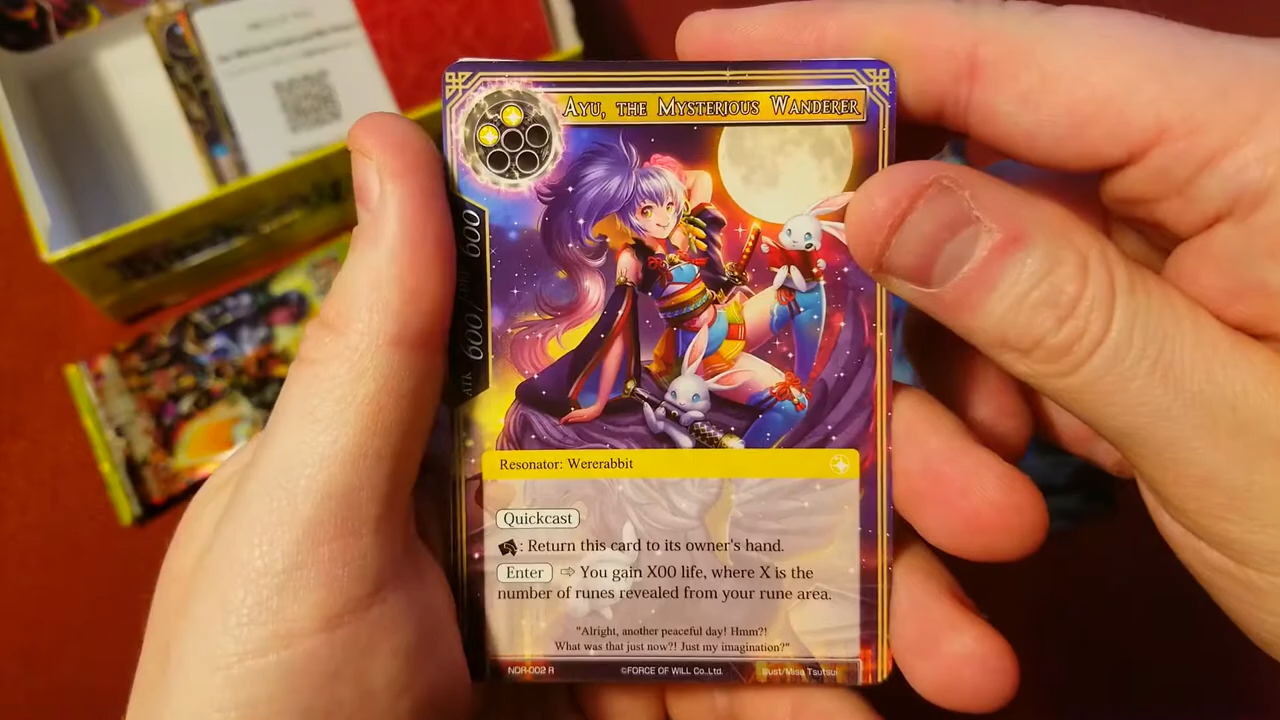 Ayu, the Mysterious Wanderer
ATK 600/DEF 600
Resonator: Wererabbit
Quickcast
: Return this card to its owner's hand.
Enter ⇨ You gain X00 life, where X is the
number of runes revealed from your rune area.
"Alright, another peaceful day! Hmm?!
What was that just now?! Just my imagination?"
NDR-002 R ©FORCE OF WILL Co.,Ltd. Illust/Misa Tsutsui